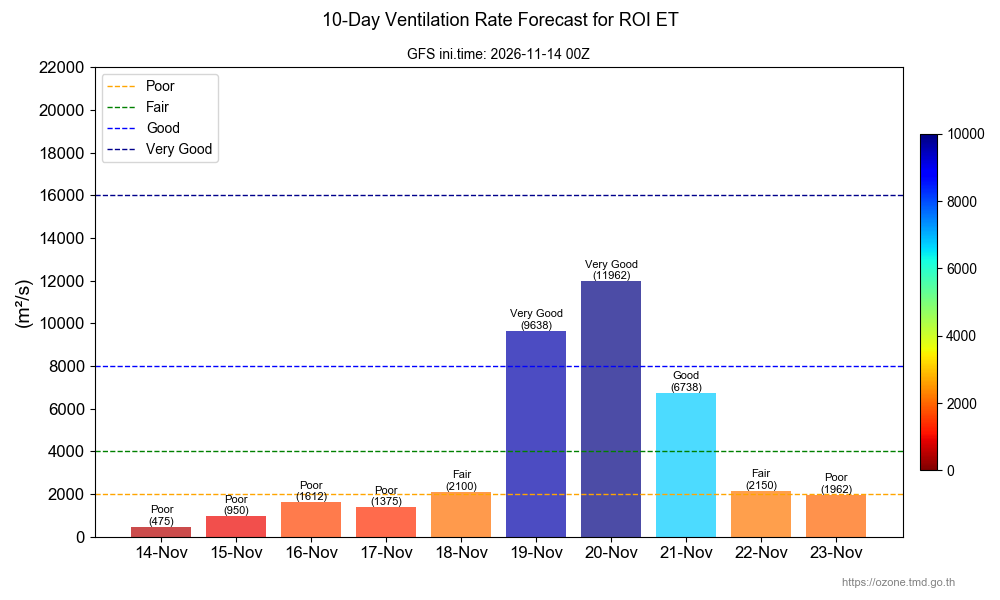 10-Day Ventilation Rate Forecast for ROI ET
GFS ini.time: 2026-11-14 00Z
(m²/s)
22000
20000
18000
16000
14000
12000
10000
8000
6000
4000
2000
0
Poor
Fair
Good
Very Good
Poor
(475)
Poor
(950)
Poor
(1612)
Poor
(1375)
Fair
(2100)
Very Good
(9638)
Very Good
(11962)
Good
(6738)
Fair
(2150)
Poor
(1962)
14-Nov 15-Nov 16-Nov 17-Nov 18-Nov 19-Nov 20-Nov 21-Nov 22-Nov 23-Nov
10000
8000
6000
4000
2000
0
https://ozone.tmd.go.th